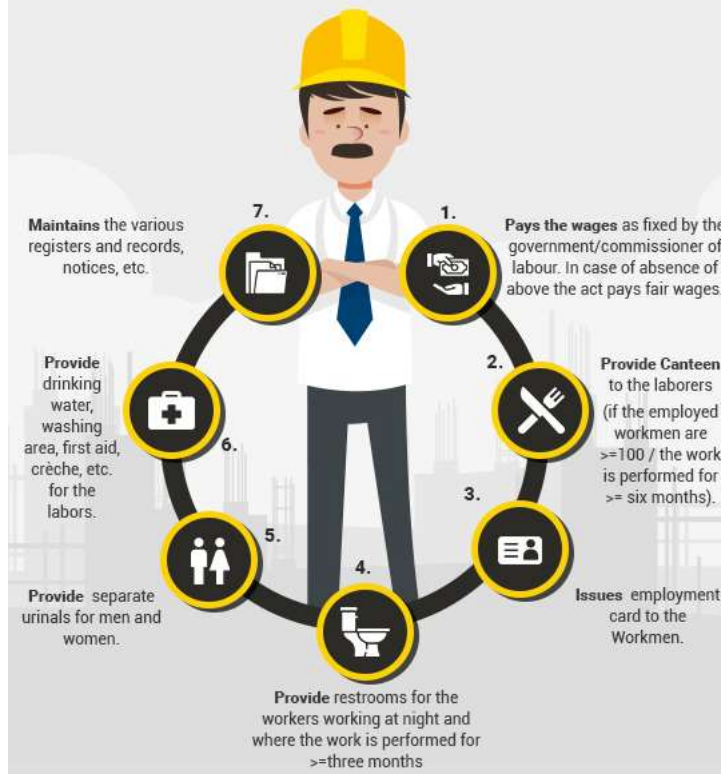 1.
Pays the wages as fixed by the
government/commissioner of
labour. In case of absence of
above the act pays fair wages.
2.
Provide Canteen
to the laborers
(if the employed
workmen are
>=100 / the work
is performed for
>= six months).
3.
Issues employment
card to the
Workmen.
4.
Provide restrooms for the
workers working at night and
where the work is performed for
>=three months
5.
Provide separate
urinals for men and
women.
6.
Provide
drinking
water,
washing
area, first aid,
crèche, etc.
for the
labors.
7.
Maintains the various
registers and records,
notices, etc.